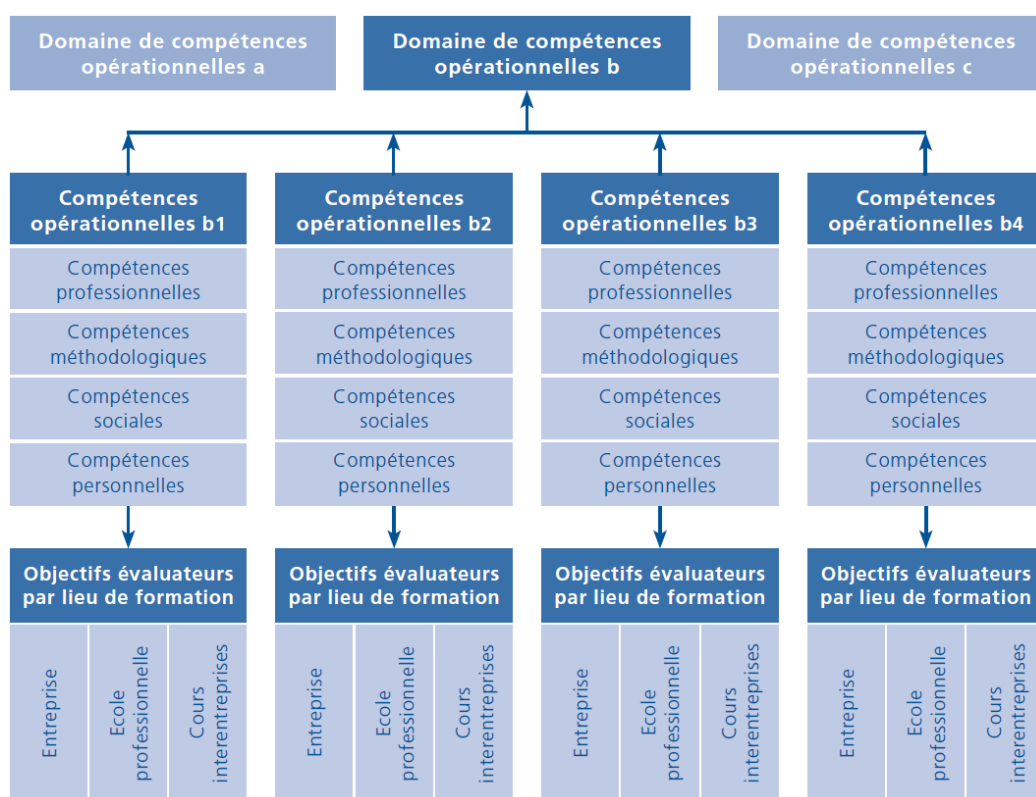 Domaine de compétences
opérationnelles a
Domaine de compétences
opérationnelles b
Domaine de compétences
opérationnelles c
Compétences
opérationnelles b1
Compétences
professionnelles
Compétences
méthodologiques
Compétences
sociales
Compétences
personnelles
Objectifs évaluateurs
par lieu de formation
Entreprise
Ecole
professionnelle
Cours
interentreprises
Compétences
opérationnelles b2
Compétences
professionnelles
Compétences
méthodologiques
Compétences
sociales
Compétences
personnelles
Objectifs évaluateurs
par lieu de formation
Entreprise
Ecole
professionnelle
Cours
interentreprises
Compétences
opérationnelles b3
Compétences
professionnelles
Compétences
méthodologiques
Compétences
sociales
Compétences
personnelles
Objectifs évaluateurs
par lieu de formation
Entreprise
Ecole
professionnelle
Cours
interentreprises
Compétences
opérationnelles b4
Compétences
professionnelles
Compétences
méthodologiques
Compétences
sociales
Compétences
personnelles
Objectifs évaluateurs
par lieu de formation
Entreprise
Ecole
professionnelle
Cours
interentreprises